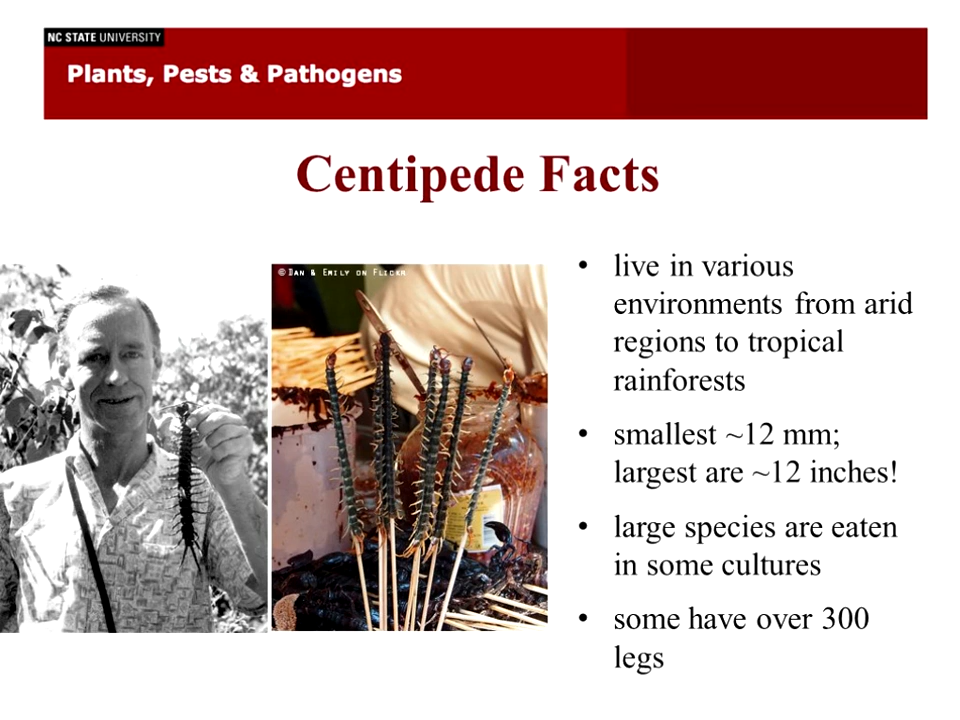 NC STATE UNIVERSITY
Plants, Pests & Pathogens
Centipede Facts
© Dan & Emily on Flickr
• live in various
environments from arid
regions to tropical
rainforests
• smallest ~12 mm;
largest are ~12 inches!
• large species are eaten
in some cultures
• some have over 300
legs